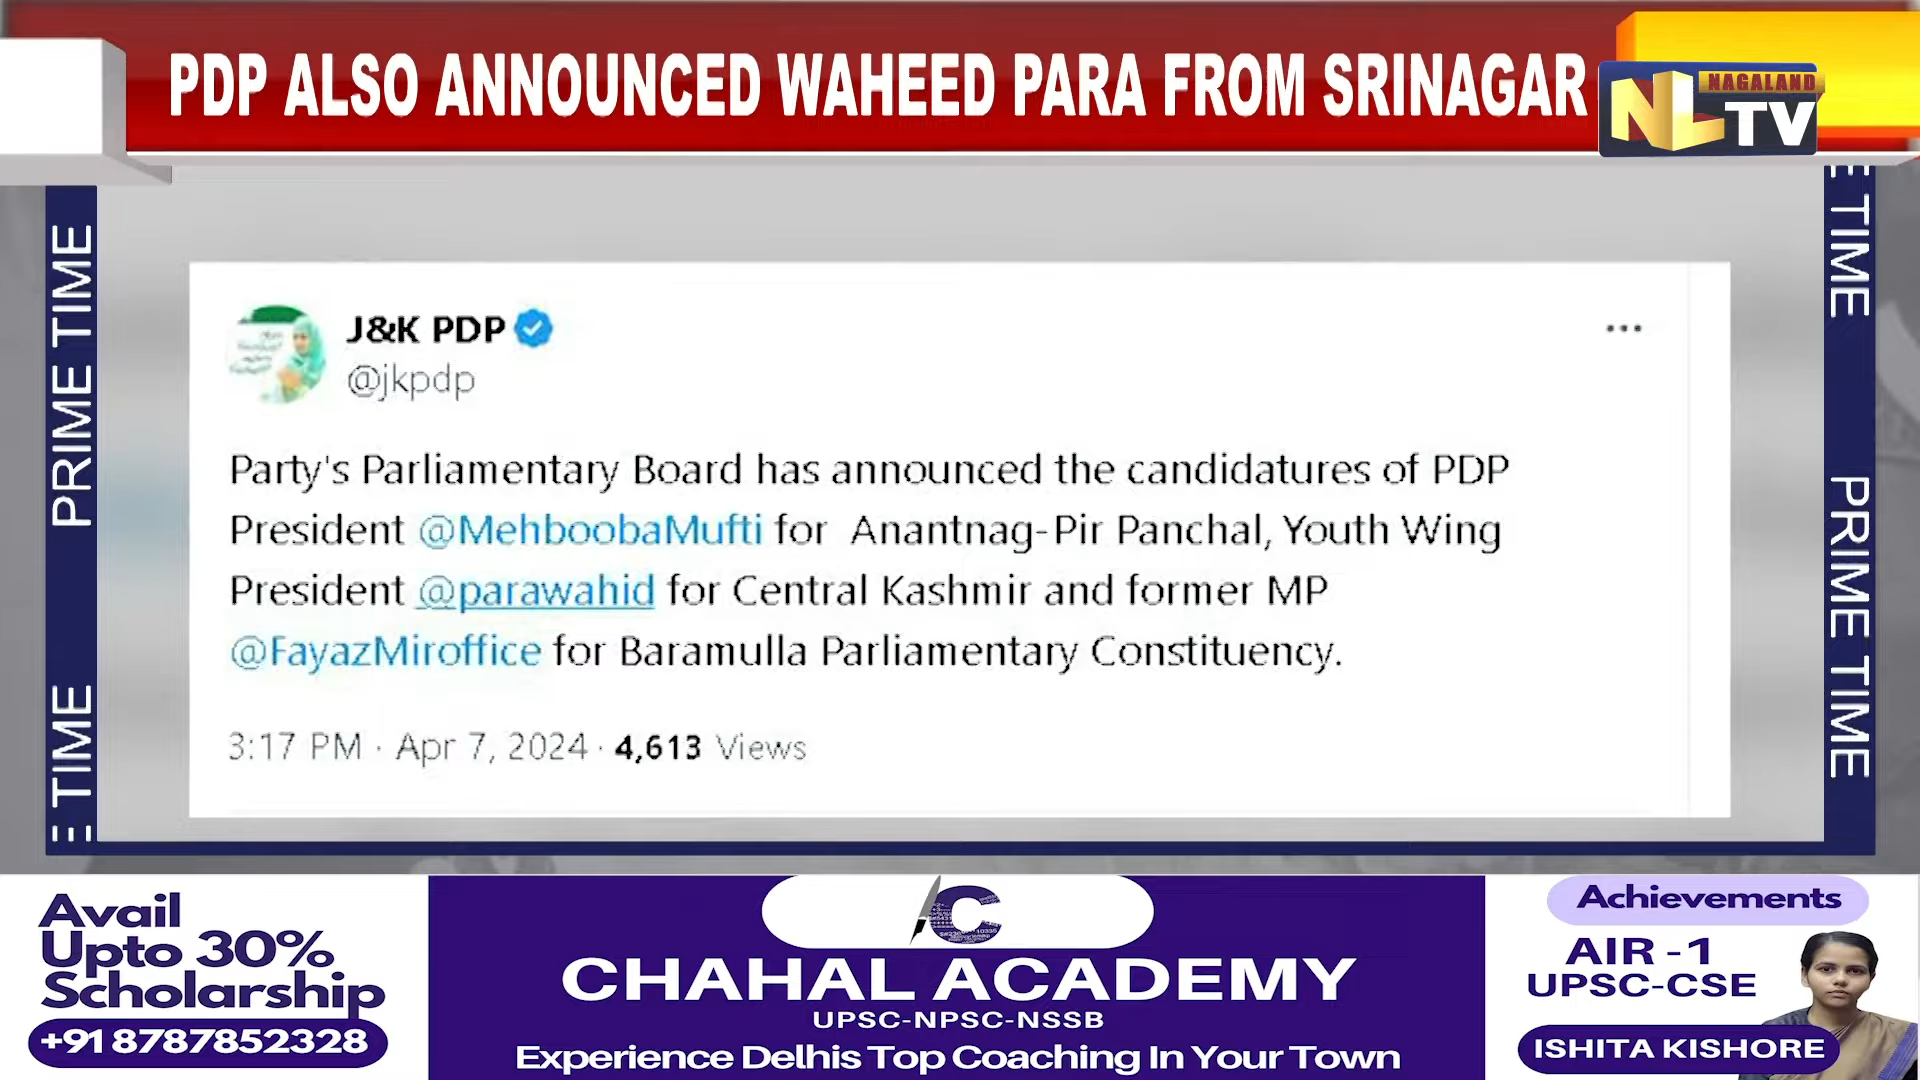 PDP ALSO ANNOUNCED WAHEED PARA FROM SRINAGAR
NL NAGALAND
TV
PRIME TIME
E TIME
E TIME
PRIME TIME
J&K PDP
@jkpdp
Party's Parliamentary Board has announced the candidatures of PDP
President @MehboobaMufti for Anantnag-Pir Panchal, Youth Wing
President @parawahid for Central Kashmir and former MP
@FayazMiroffice for Baramulla Parliamentary Constituency.
3:17 PM · Apr 7, 2024 · 4,613 Views
Avail
Upto 30%
Scholarship
+91 8787852328
C
CHAHAL ACADEMY
UPSC-NPSC-NSSB
Experience Delhis Top Coaching In Your Town
Achievements
AIR -1
UPSC-CSE
ISHITA KISHORE